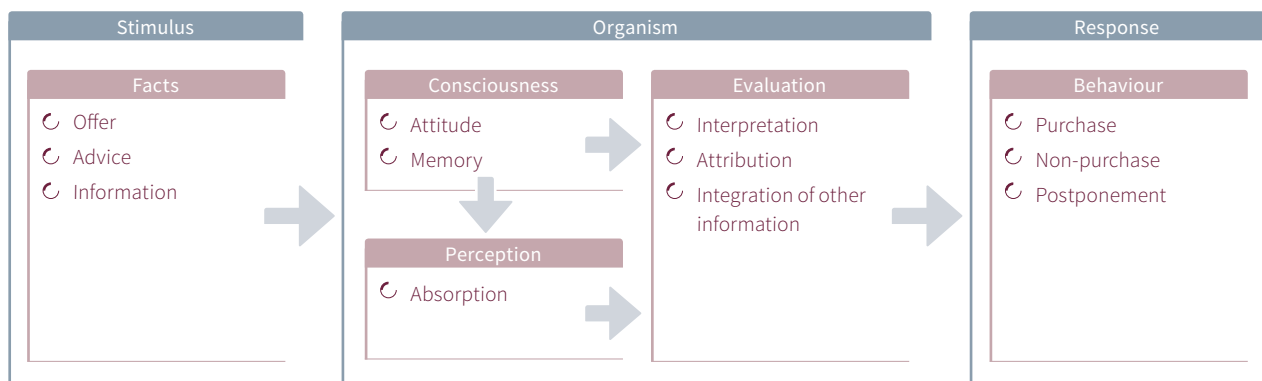 Stimulus
Facts
Offer
Advice
Information
Organism
Consciousness
Attitude
Memory
Perception
Absorption
Evaluation
Interpretation
Attribution
Integration of other
information
Response
Behaviour
Purchase
Non-purchase
Postponement